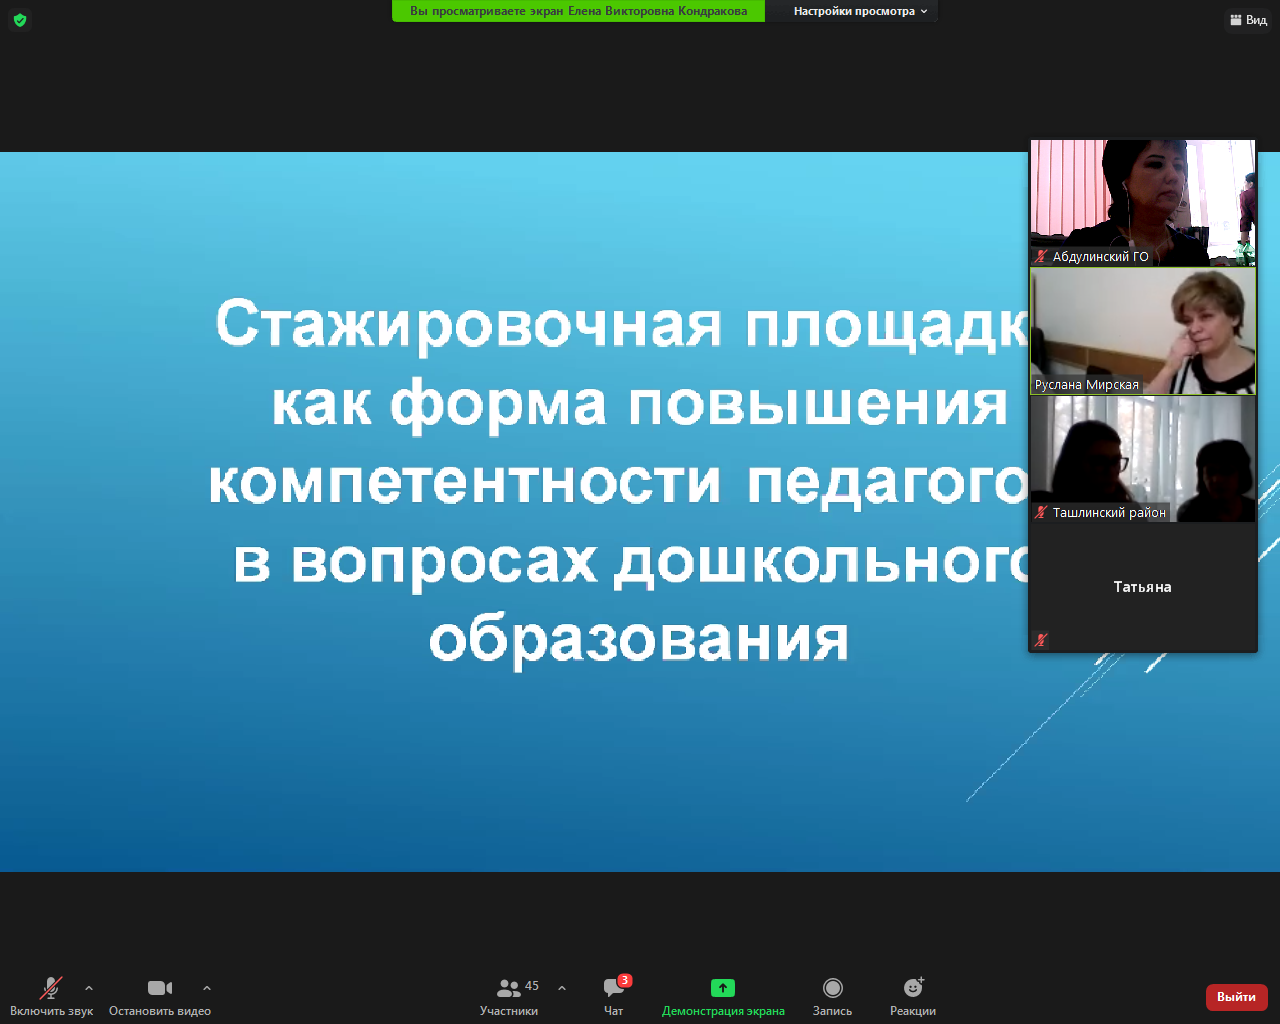 Вы просматриваете экран Елена Викторовна Кондракова
Настройки просмотра
Вид
Стажировочная площадк
как форма повышения
компетентности педагого
в вопросах дошкольного
образования
Абдулинский ГО
Руслана Мирская
Ташлинский район
Татьяна
Включить звук
Остановить видео
45
Участники
3
Чат
Демонстрация экрана
Запись
Реакции
Выйти